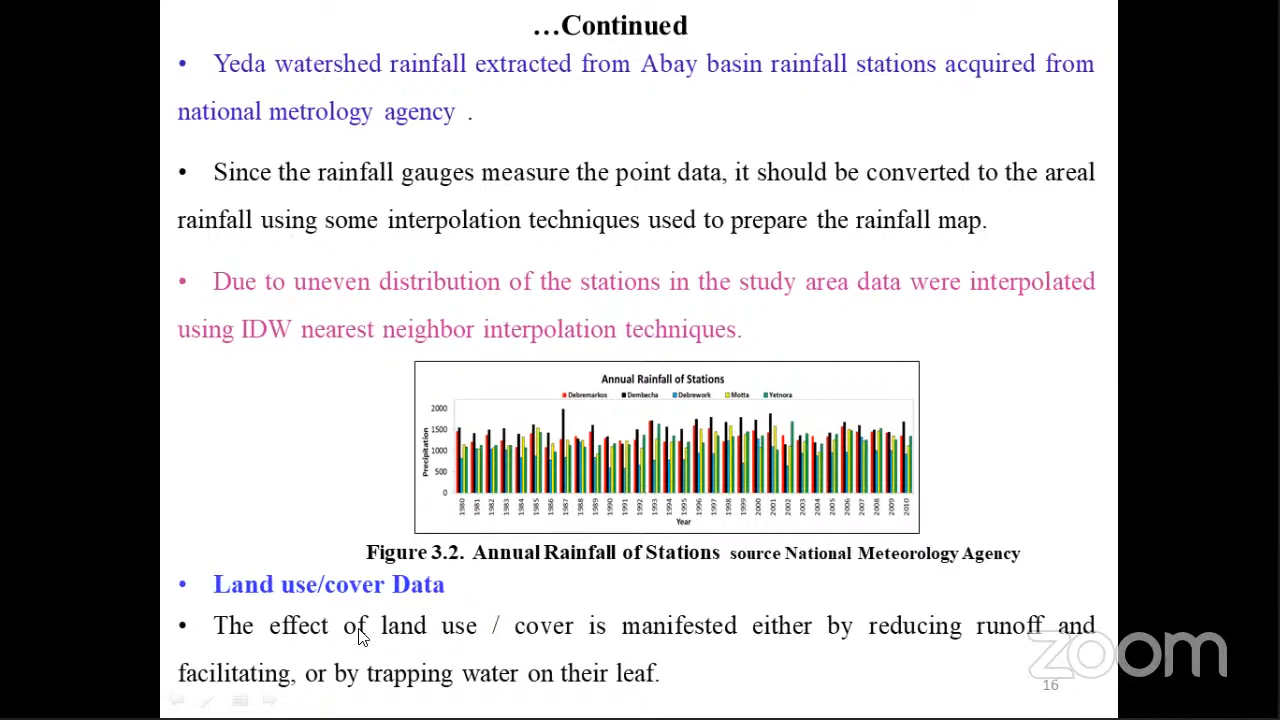 …Continued
• Yeda watershed rainfall extracted from Abay basin rainfall stations acquired from
national metrology agency .
• Since the rainfall gauges measure the point data, it should be converted to the areal
rainfall using some interpolation techniques used to prepare the rainfall map.
• Due to uneven distribution of the stations in the study area data were interpolated
using IDW nearest neighbor interpolation techniques.
Annual Rainfall of Stations
Debremarkos Dembecha Debrework Motta Yetnora
2000
1500
1000
500
0
Precipitation
1980 1981 1982 1983 1984 1985 1986 1987 1988 1989 1990 1991 1992 1993 1994 1995 1996 1997 1998 1999 2000 2001 2002 2003 2004 2005 2006 2007 2008 2009 2010
Year
Figure 3.2. Annual Rainfall of Stations source National Meteorology Agency
• Land use/cover Data
• The effect of land use / cover is manifested either by reducing runoff and
facilitating, or by trapping water on their leaf.
zoom
16